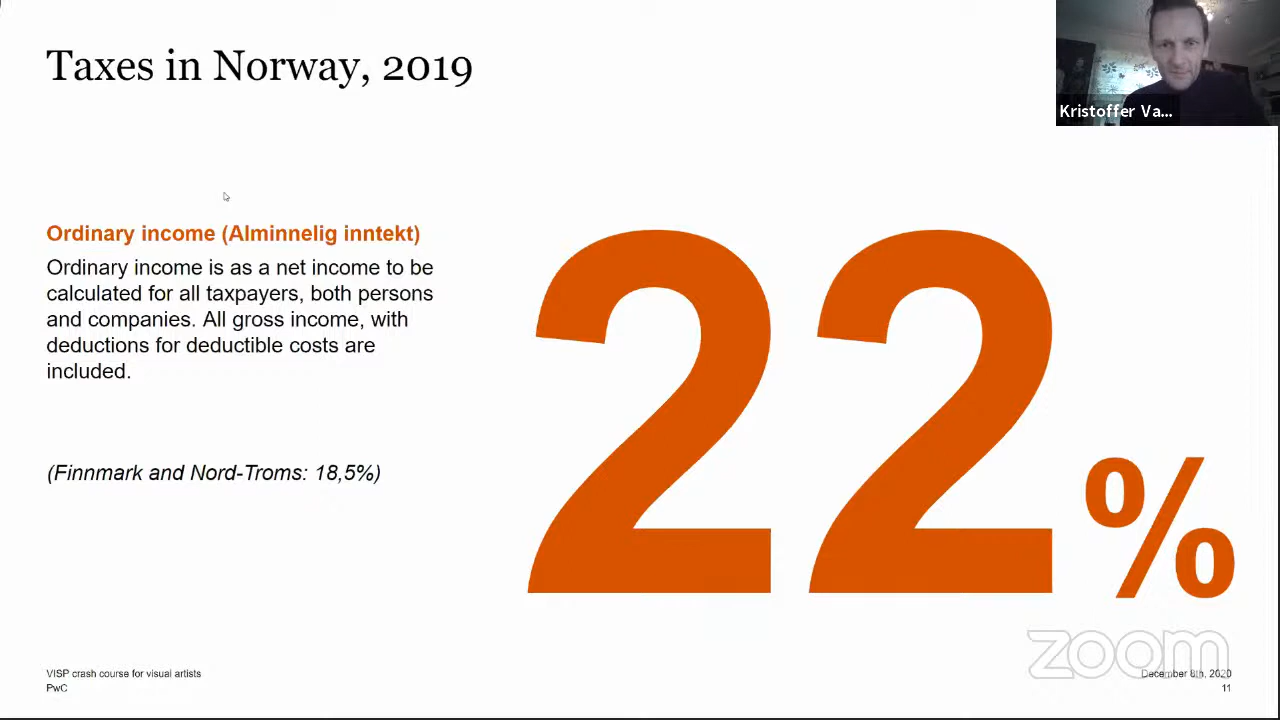 Taxes in Norway, 2019
Kristoffer Va...
Ordinary income (Alminnelig inntekt)
Ordinary income is as a net income to be
calculated for all taxpayers, both persons
and companies. All gross income, with
deductions for deductible costs are
included.
(Finnmark and Nord-Troms: 18,5%)
22%
VISP crash course for visual artists
PwC
zoom
December 8th, 2020
11